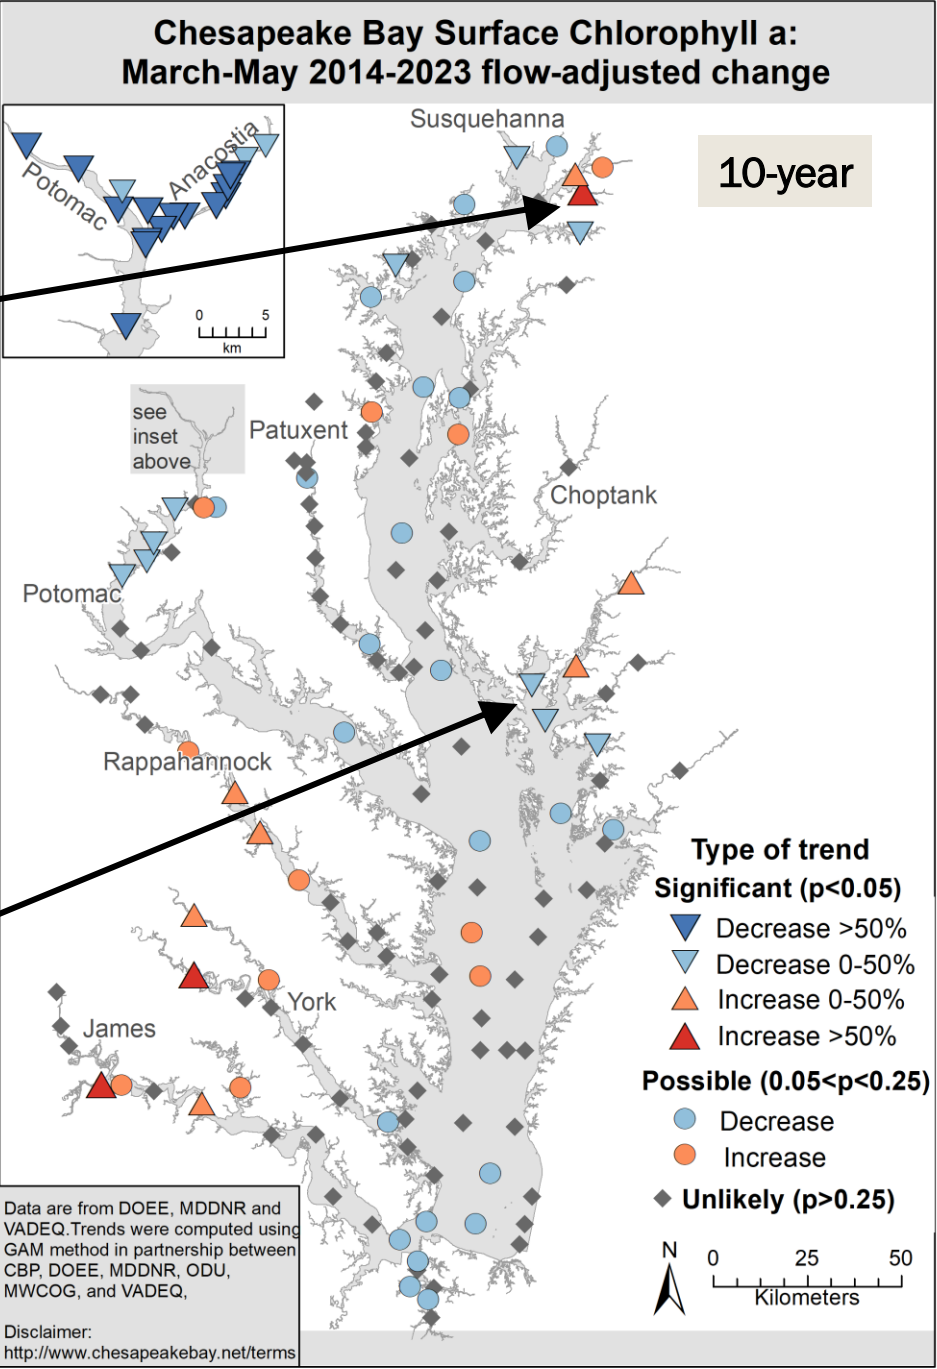 Chesapeake Bay Surface Chlorophyll a:
March-May 2014-2023 flow-adjusted change
Susquehanna
10-year
Anacostia
Potomac
0 5
km
see
inset
above
Patuxent
Choptank
Potomac
Rappahannock
York
James
Type of trend
Significant (p<0.05)
Decrease >50%
Decrease 0-50%
Increase 0-50%
Increase >50%
Possible (0.05<p<0.25)
Decrease
Increase
Unlikely (p>0.25)
N
0 25 50
Kilometers
Data are from DOEE, MDDNR and
VADEQ.Trends were computed using
GAM method in partnership between
CBP, DOEE, MDDNR, ODU,
MWCOG, and VADEQ,
Disclaimer:
http://www.chesapeakebay.net/terms